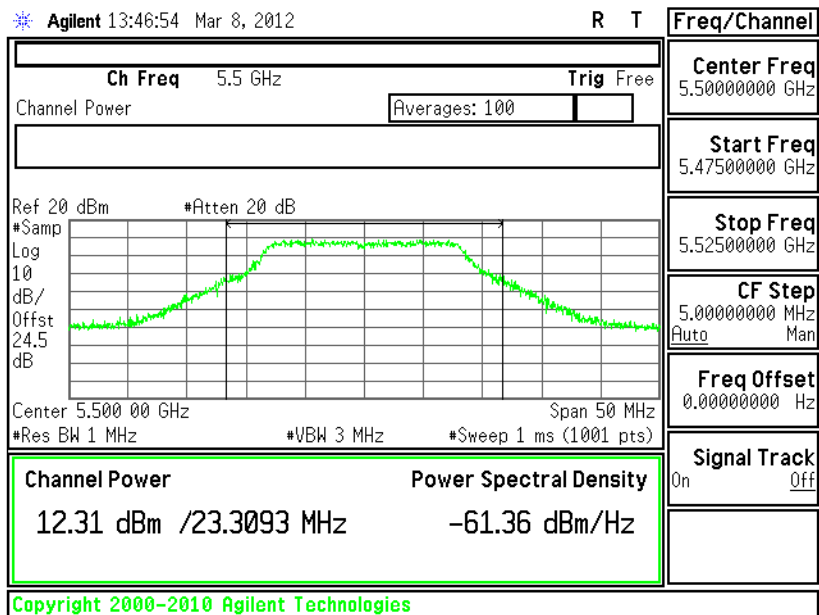 Agilent 13:46:54 Mar 8, 2012 R T
Freq/Channel
Ch Freq 5.5 GHz Trig Free
Channel Power Averages: 100
Ref 20 dBm #Atten 20 dB
#Samp
Log
10
dB/
Offst
24.5
dB
Center 5.500 00 GHz Span 50 MHz
#Res BW 1 MHz #VBW 3 MHz #Sweep 1 ms (1001 pts)
Channel Power Power Spectral Density
12.31 dBm /23.3093 MHz -61.36 dBm/Hz
Center Freq
5.50000000 GHz
Start Freq
5.47500000 GHz
Stop Freq
5.52500000 GHz
CF Step
5.00000000 MHz
Auto Man
Freq Offset
0.00000000 Hz
Signal Track
On Off
Copyright 2000-2010 Agilent Technologies